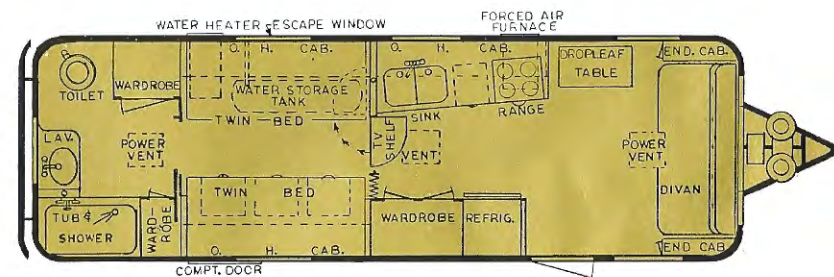 WATER HEATER
ESCAPE WINDOW
FORCED AIR
FURNACE
O. H. CAB.
O. H. CAB.
END. CAB.
DROPLEAF
TABLE
TOILET
WARDROBE
WATER STORAGE
TANK
SINK
RANGE
TWIN-BED
TV
SHELF
LAV.
POWER
VENT
VENT
POWER
VENT
DIVAN
TWIN BED
TUB &
SHOWER
WARD-
ROBE
WARDROBE
REFRIG.
O. H. CAB.
END CAB.
COMPT. DOOR